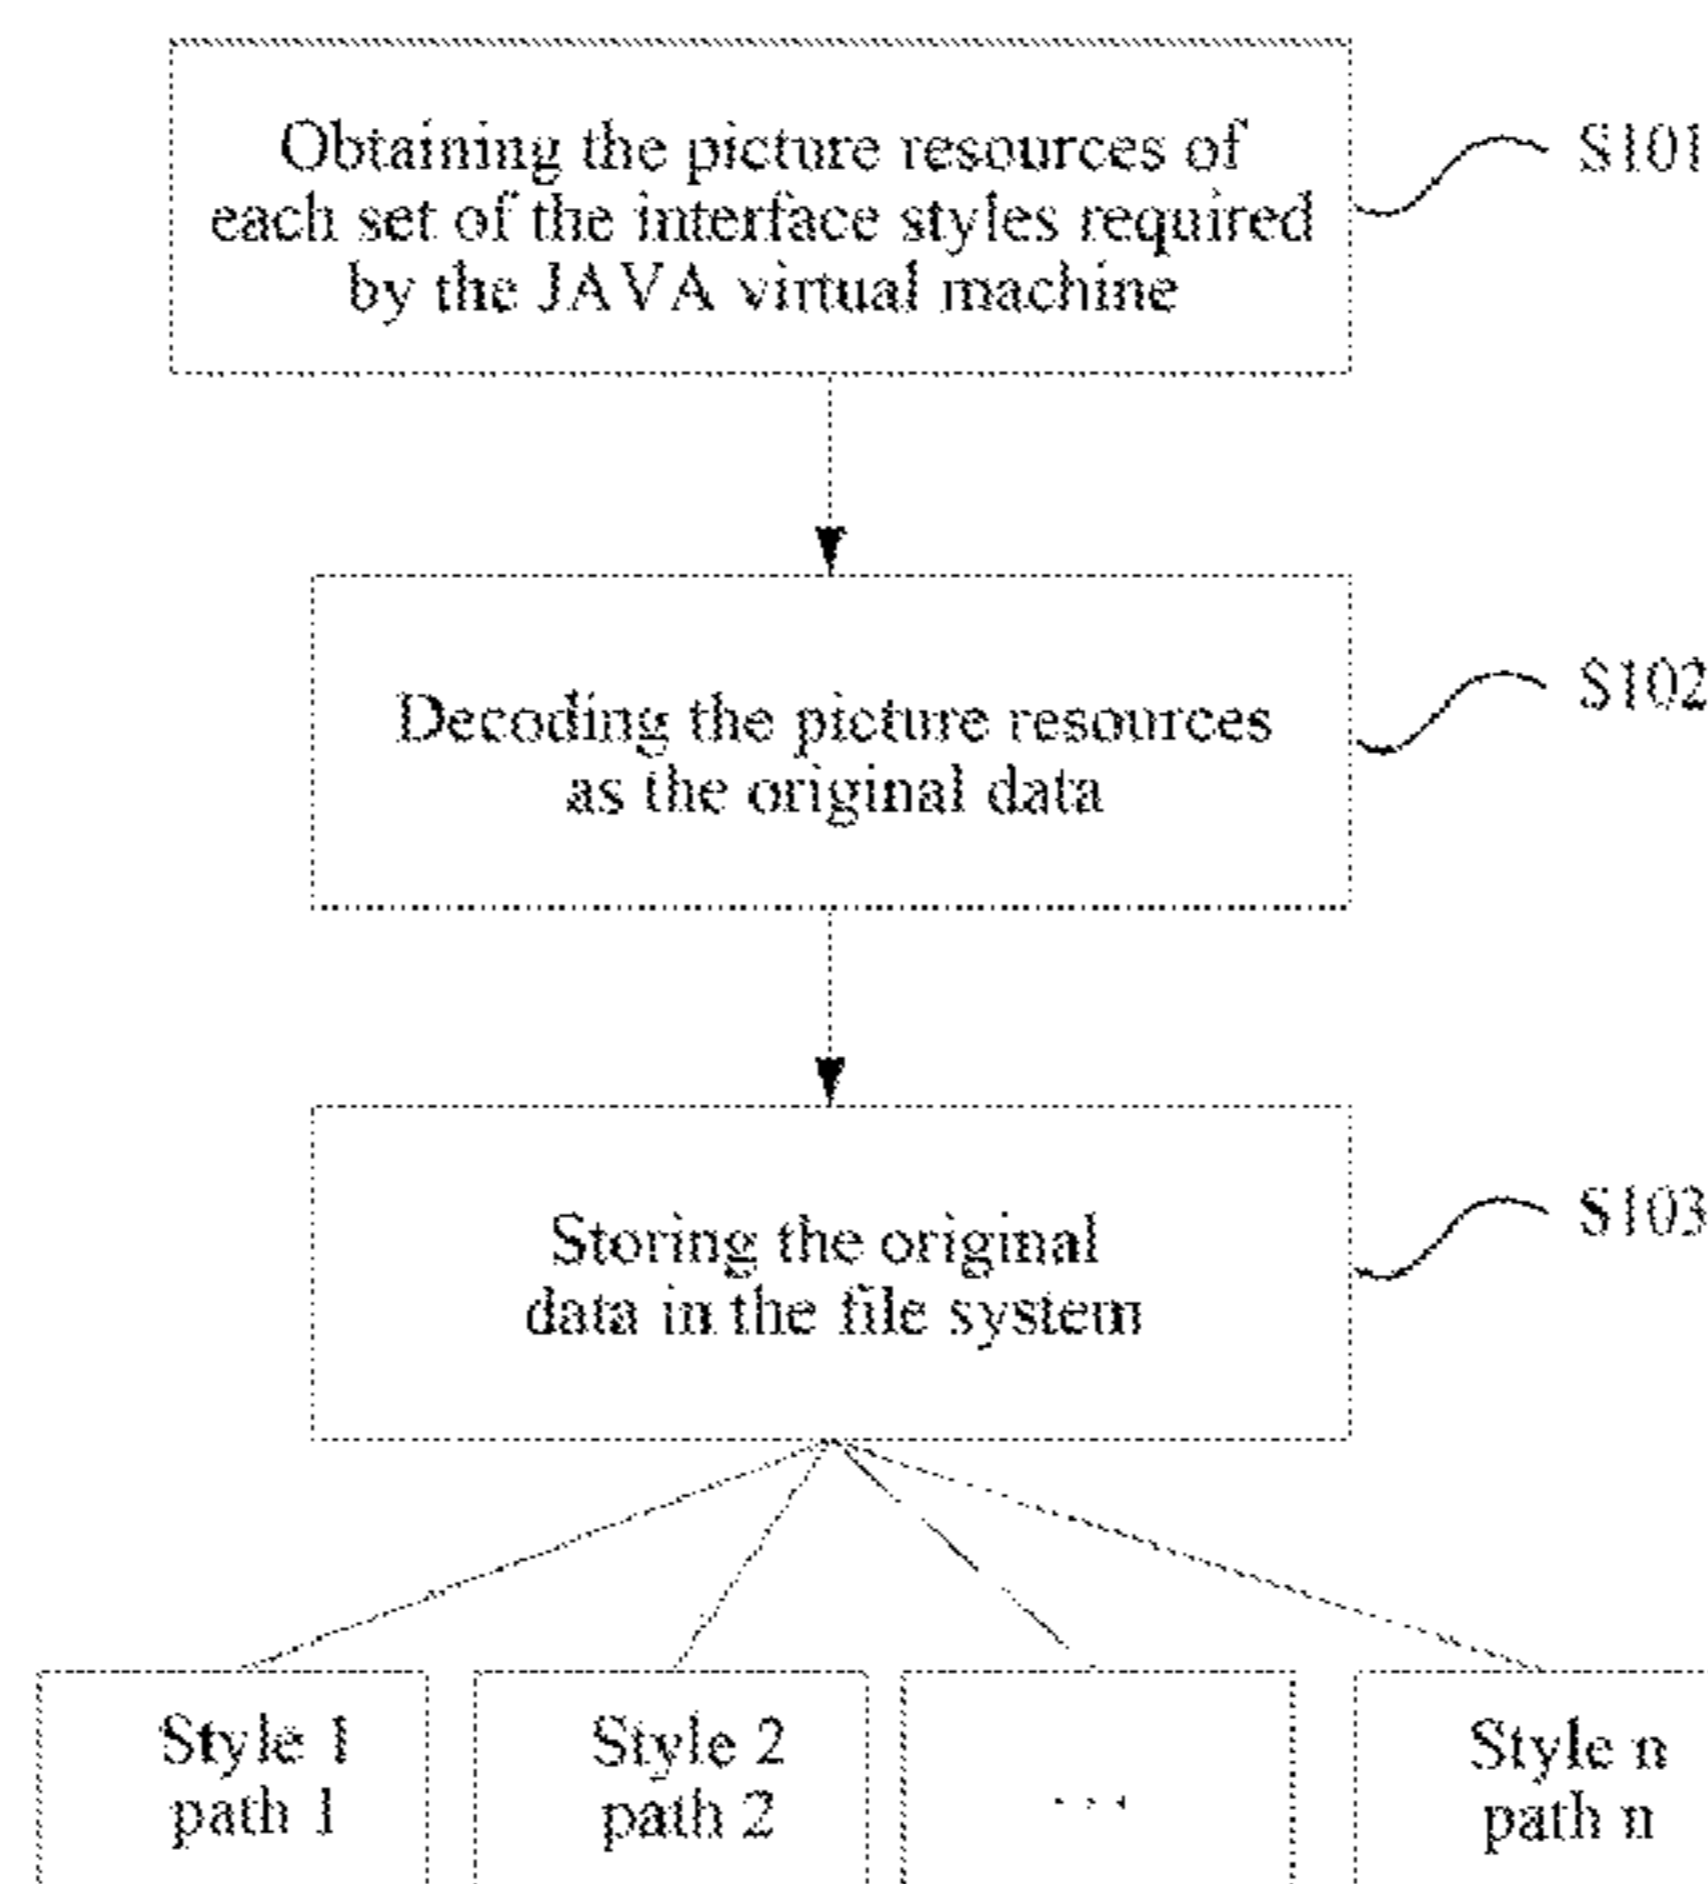 Obtaining the picture resources of
each set of the interface styles required
by the JAVA virtual machine
S101
Decoding the picture resources
as the original data
S102
Storing the original
data in the file system
S103
Style 1
path 1
Style 2
path 2
...
Style n
path n